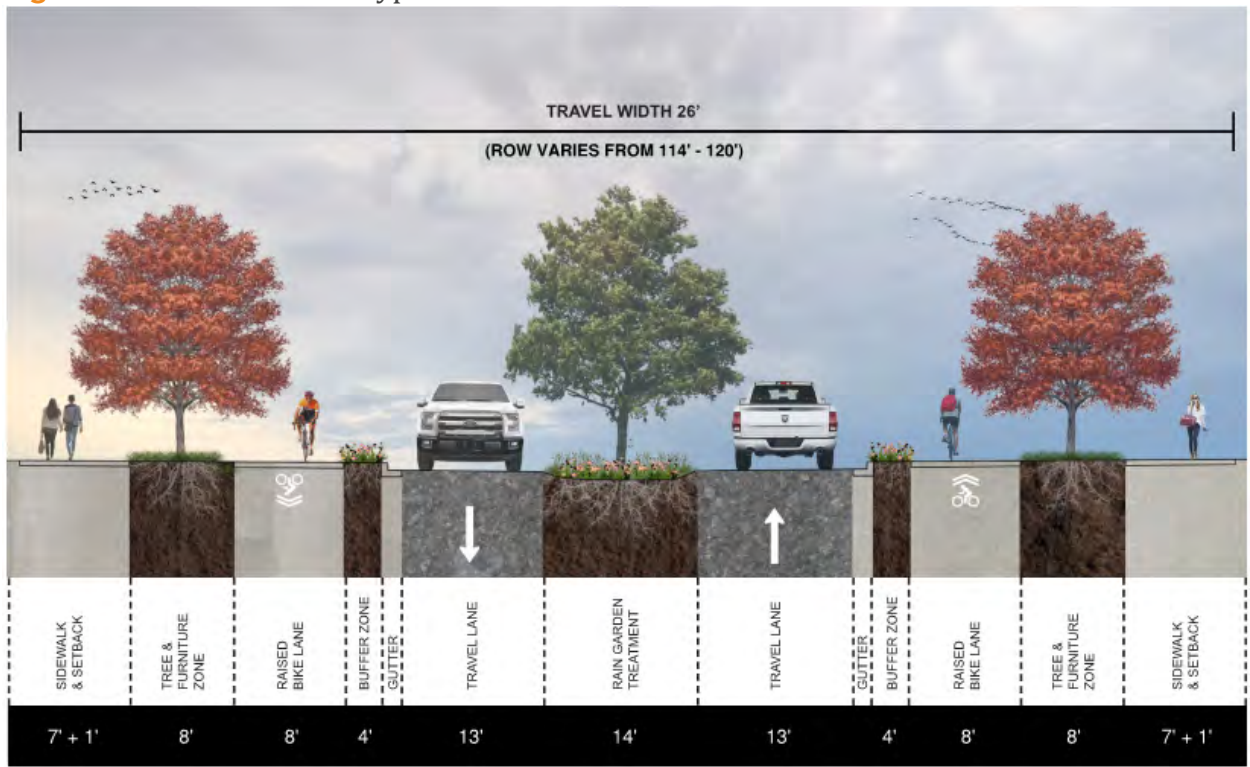 TRAVEL WIDTH 26'
(ROW VARIES FROM 114' - 120')
SIDEWALK
& SETBACK
TREE &
FURNITURE
ZONE
RAISED
BIKE LANE
BUFFER ZONE
GUTTER
TRAVEL LANE
RAIN GARDEN
TREATMENT
TRAVEL LANE
GUTTER
BUFFER ZONE
RAISED
BIKE LANE
TREE &
FURNITURE
ZONE
SIDEWALK
& SETBACK
7' + 1' 8' 8' 4' 13' 14' 13' 4' 8' 8' 7' + 1'